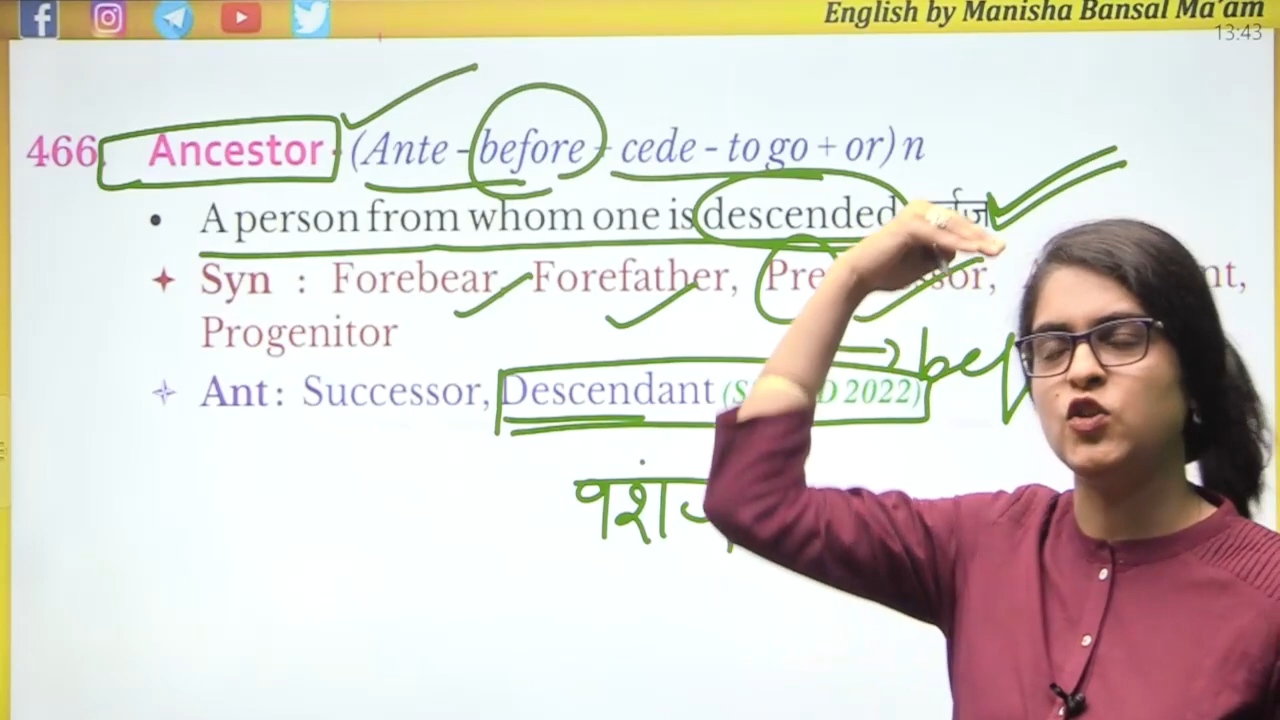 English by Manisha Bansal Ma'am
13:43
466. Ancestor (Ante - before + cede - to go + or) n
• A person from whom one is descended
Syn : Forebear, Forefather,
Progenitor
Ant : Successor, Descendant 2022)